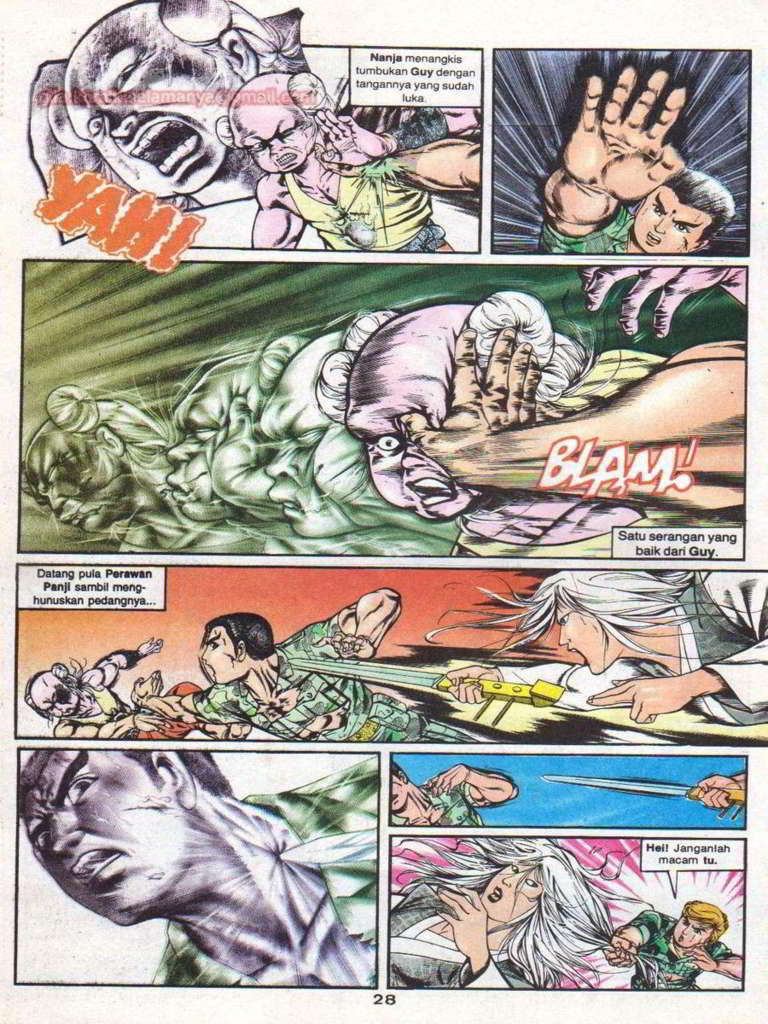 Nanja menangkis
tumbukan Guy dengan
tangannya yang sudah
luka.
YAH!
BLAM!
Satu serangan yang
baik dari Guy.
Datang pula Perawan
Panji sambil meng-
hunuskan pedangnya...
Hei! Janganlah
macam tu.
28